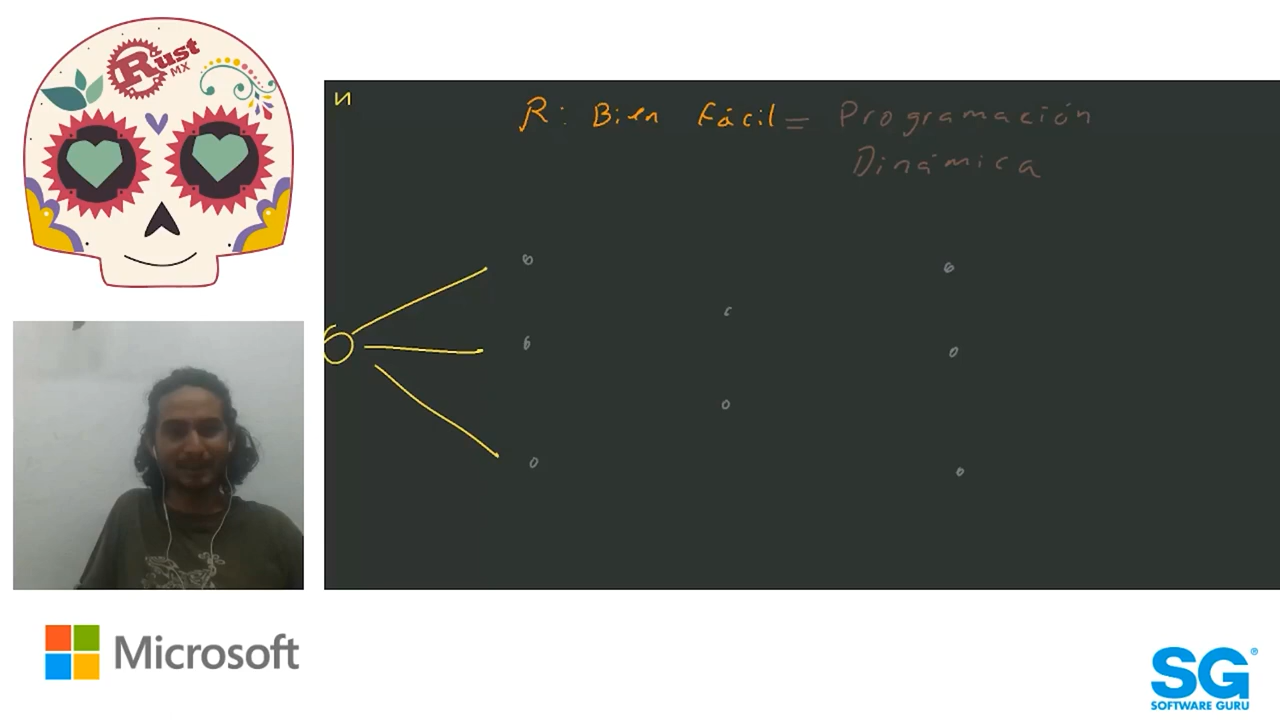 Rust
MX
R: Bien Fácil = Programación
Dinámica
Microsoft
SG
SOFTWARE GURU